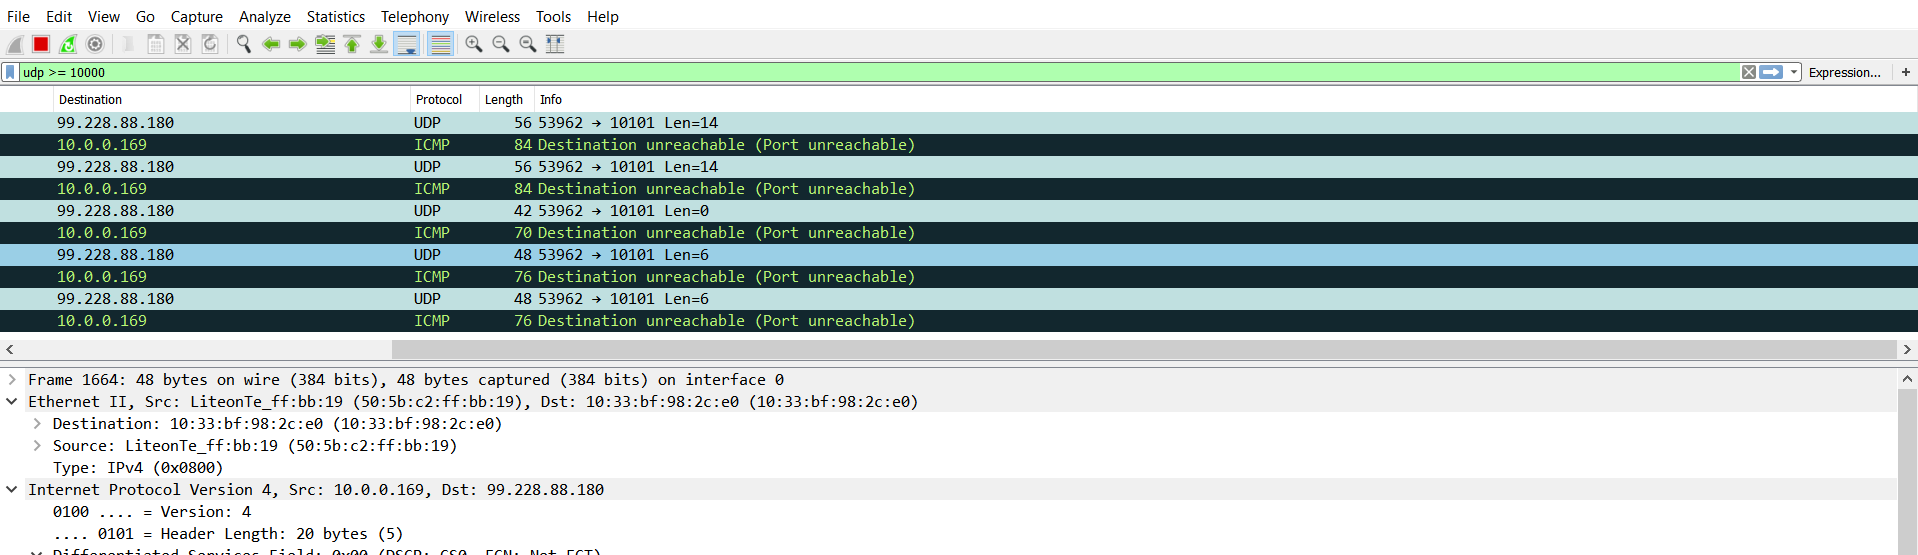 File Edit View Go Capture Analyze Statistics Telephony Wireless Tools Help
udp >= 10000 Expression... +
Destination Protocol Length Info
99.228.88.180 UDP 56 53962 → 10101 Len=14
10.0.0.169 ICMP 84 Destination unreachable (Port unreachable)
99.228.88.180 UDP 56 53962 → 10101 Len=14
10.0.0.169 ICMP 84 Destination unreachable (Port unreachable)
99.228.88.180 UDP 42 53962 → 10101 Len=0
10.0.0.169 ICMP 70 Destination unreachable (Port unreachable)
99.228.88.180 UDP 48 53962 → 10101 Len=6
10.0.0.169 ICMP 76 Destination unreachable (Port unreachable)
99.228.88.180 UDP 48 53962 → 10101 Len=6
10.0.0.169 ICMP 76 Destination unreachable (Port unreachable)
Frame 1664: 48 bytes on wire (384 bits), 48 bytes captured (384 bits) on interface 0
Ethernet II, Src: LiteonTe_ff:bb:19 (50:5b:c2:ff:bb:19), Dst: 10:33:bf:98:2c:e0 (10:33:bf:98:2c:e0)
Destination: 10:33:bf:98:2c:e0 (10:33:bf:98:2c:e0)
Source: LiteonTe_ff:bb:19 (50:5b:c2:ff:bb:19)
Type: IPv4 (0x0800)
Internet Protocol Version 4, Src: 10.0.0.169, Dst: 99.228.88.180
0100 .... = Version: 4
.... 0101 = Header Length: 20 bytes (5)
Differentiated Services Field: 0x00 (DSCP: CS0, ECN: Not-ECT)